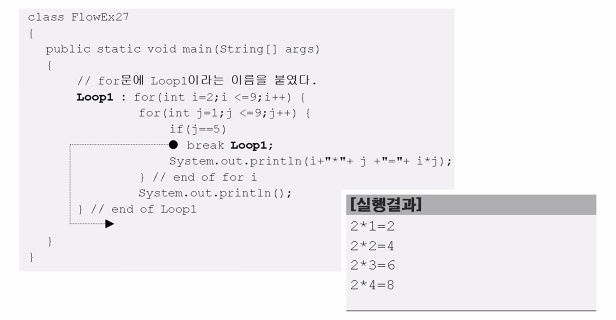 class FlowEx27
{
public static void main(String[] args)
{
// for문에 Loop1이라는 이름을 붙였다.
Loop1 : for(int i=2;i <=9;i++) {
for(int j=1;j <=9;j++) {
if(j==5)
break Loop1;
System.out.println(i+"*"+ j +"="+ i*j);
} // end of for i
System.out.println();
} // end of Loop1
}
}
[실행결과]
2*1=2
2*2=4
2*3=6
2*4=8